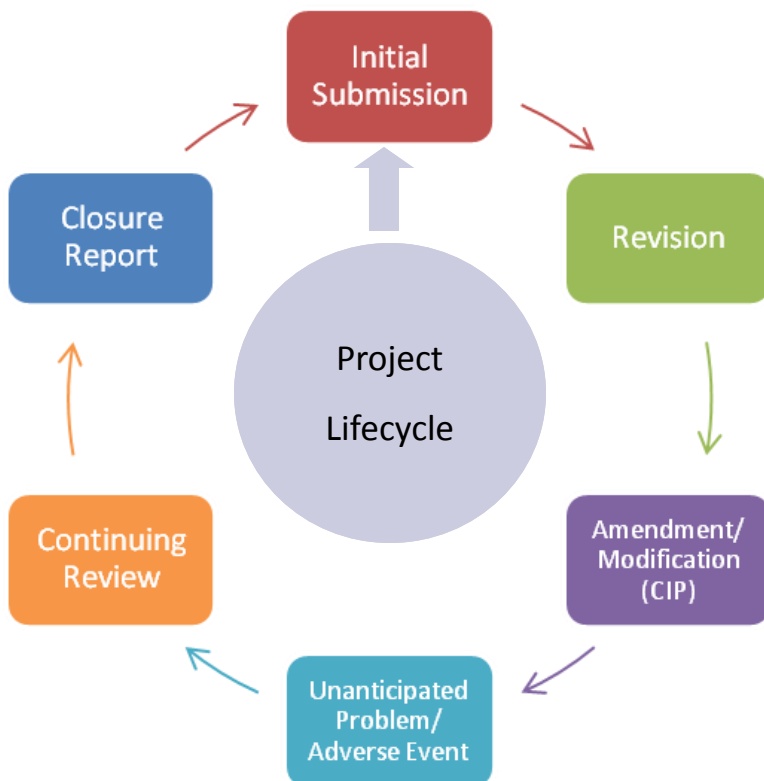 Initial
Submission
Revision
Amendment/
Modification
(CIP)
Unanticipated
Problem/
Adverse Event
Continuing
Review
Closure
Report
Project
Lifecycle